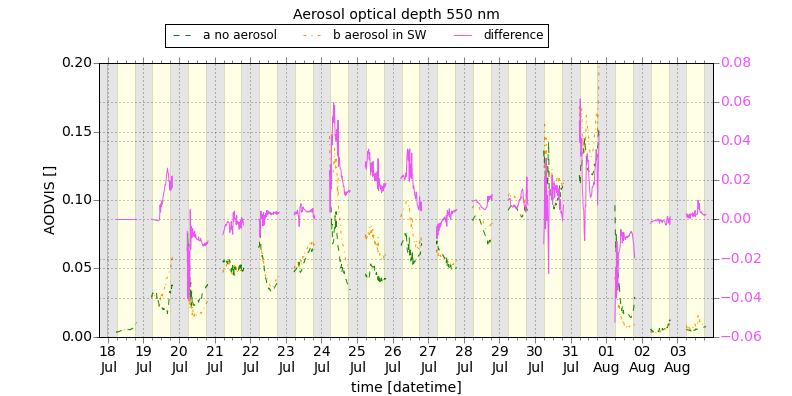 Aerosol optical depth 550 nm
a no aerosol b aerosol in SW difference
0.20 0.08
0.06
0.15
0.04
0.02
0.10
0.00
0.05
−0.02
−0.04
0.00 −0.06
AODVIS []
18 19 20 21 22 23 24 25 26 27 28 29 30 31 01 02 03
Jul Jul Jul Jul Jul Jul Jul Jul Jul Jul Jul Jul Jul Jul Aug Aug Aug
time [datetime]